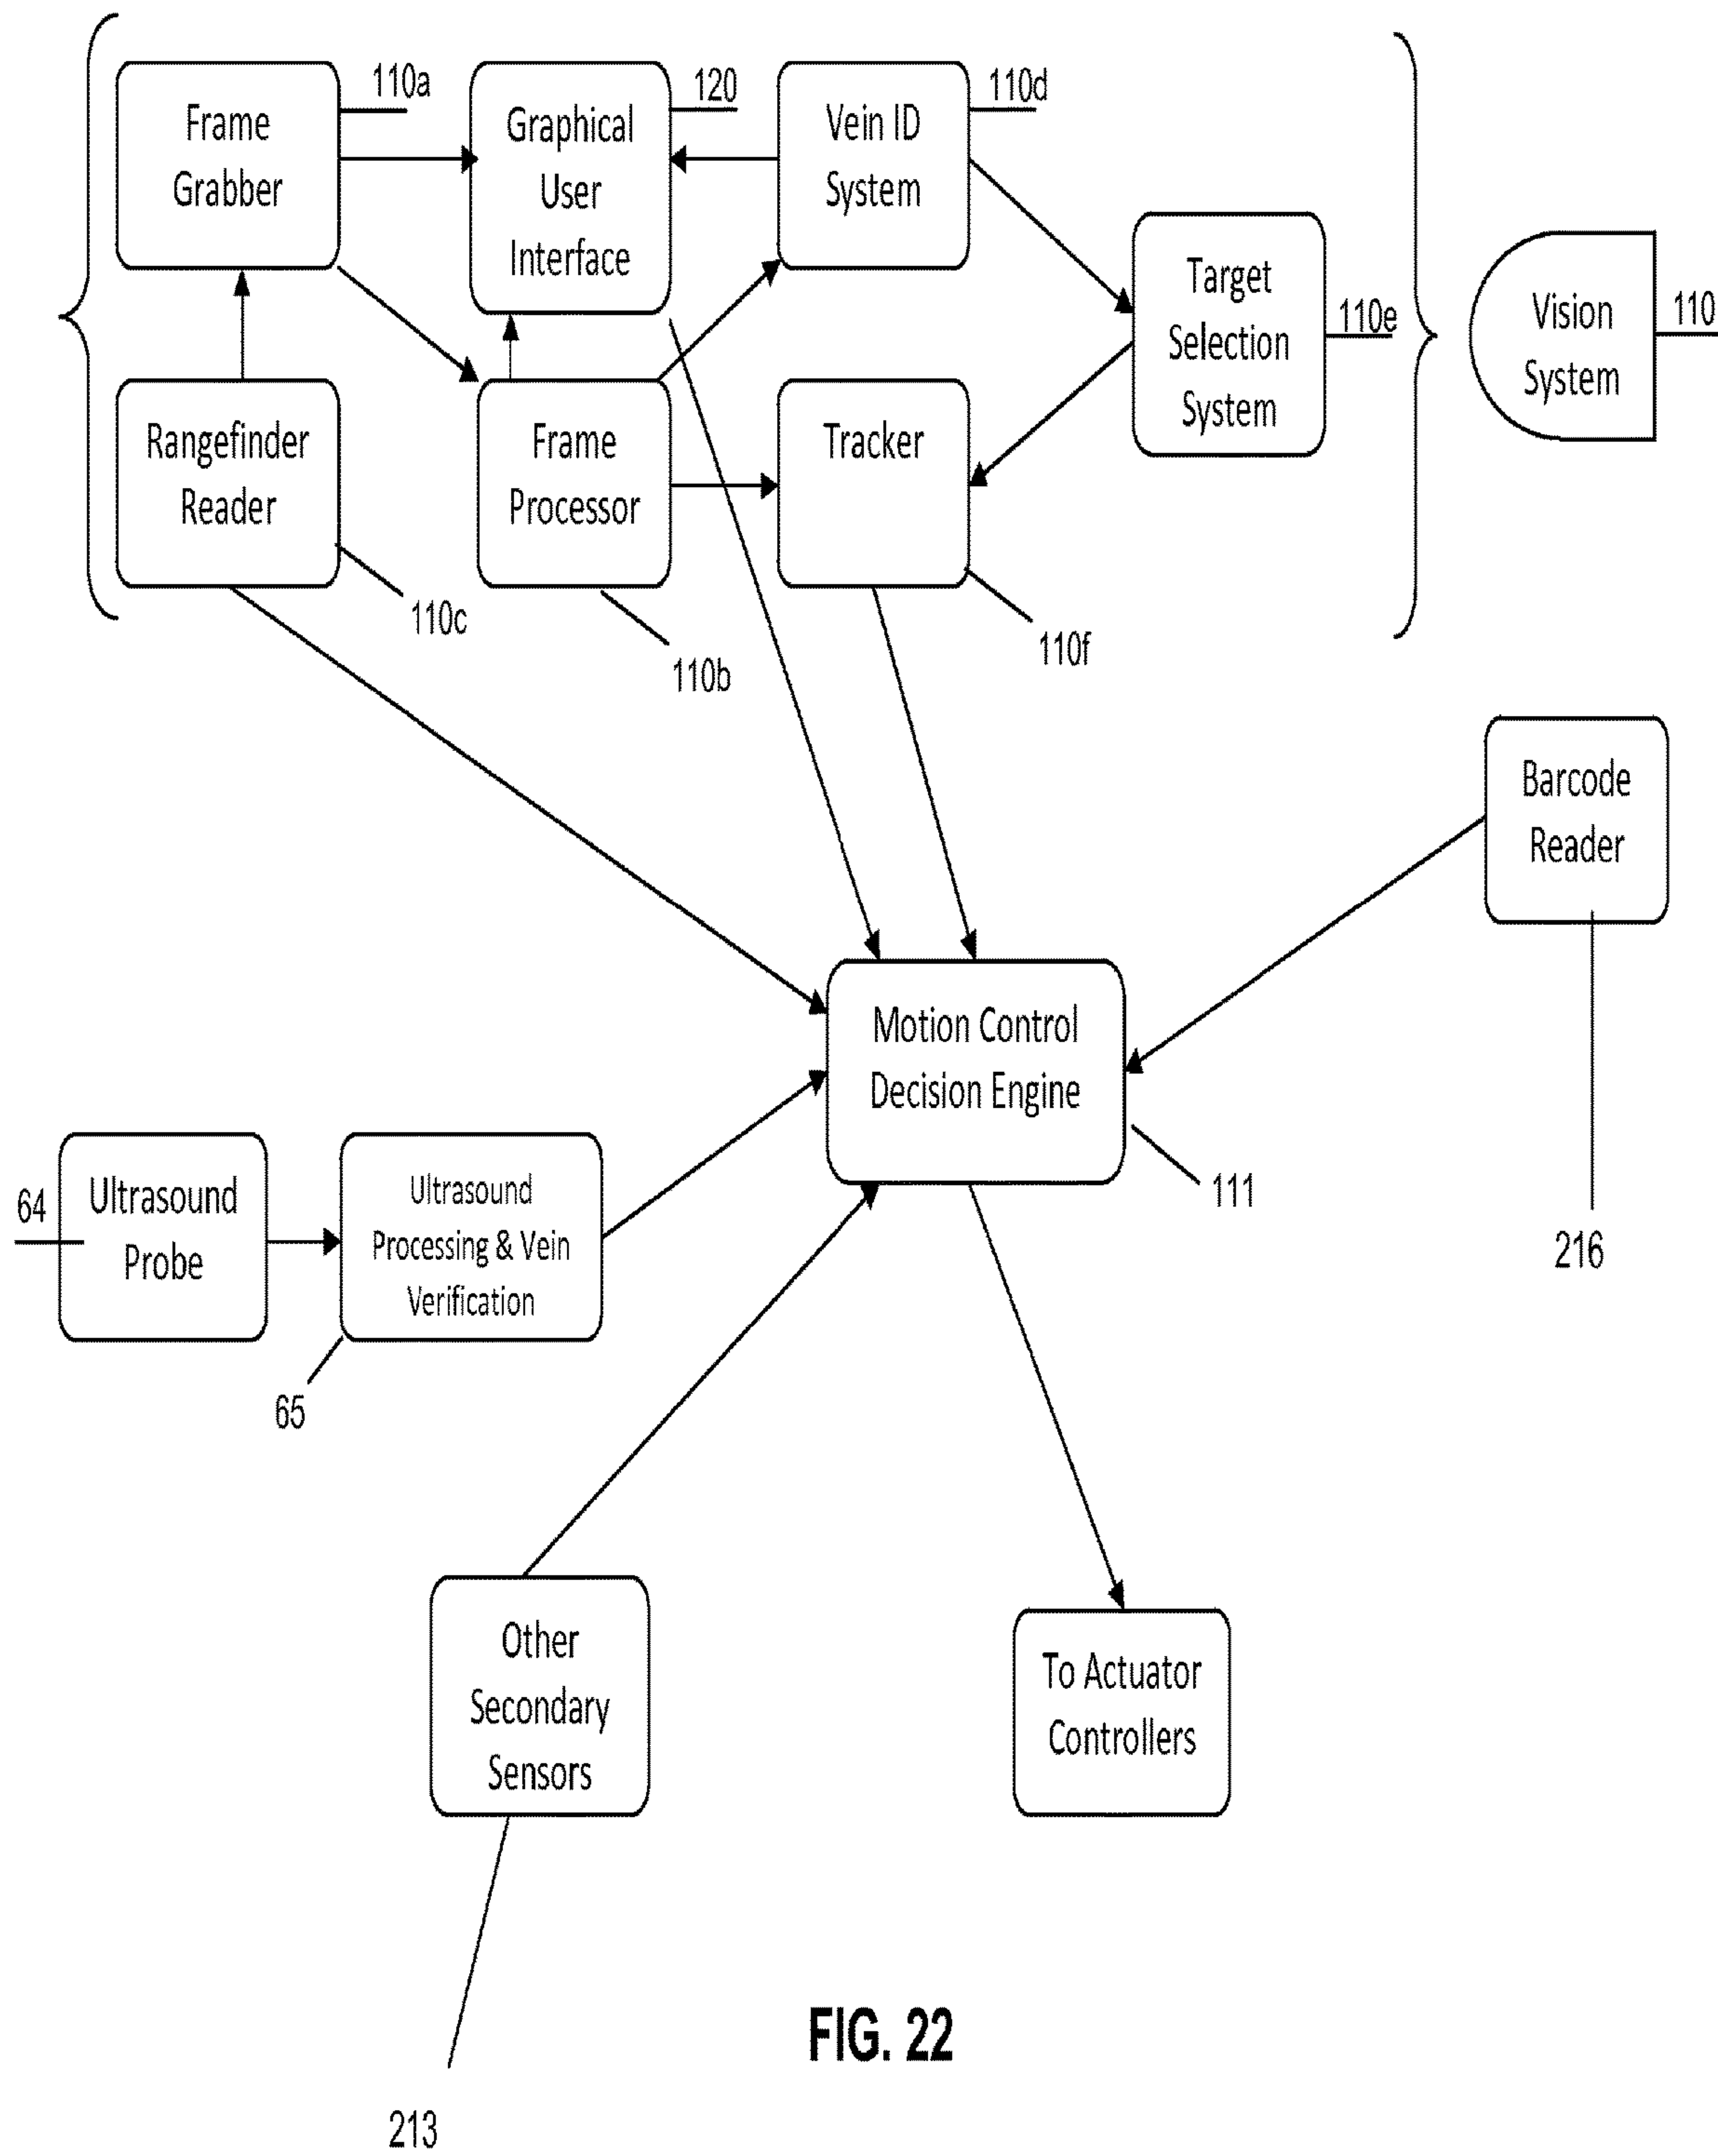 110a
Frame
Grabber
120
Graphical
User
Interface
110d
Vein ID
System
Target
Selection
System
110e
Vision
System
110
Rangefinder
Reader
110c
Frame
Processor
110b
Tracker
110f
Barcode
Reader
216
Motion Control
Decision Engine
111
64
Ultrasound
Probe
Ultrasound
Processing & Vein
Verification
65
Other
Secondary
Sensors
213
To Actuator
Controllers
FIG. 22